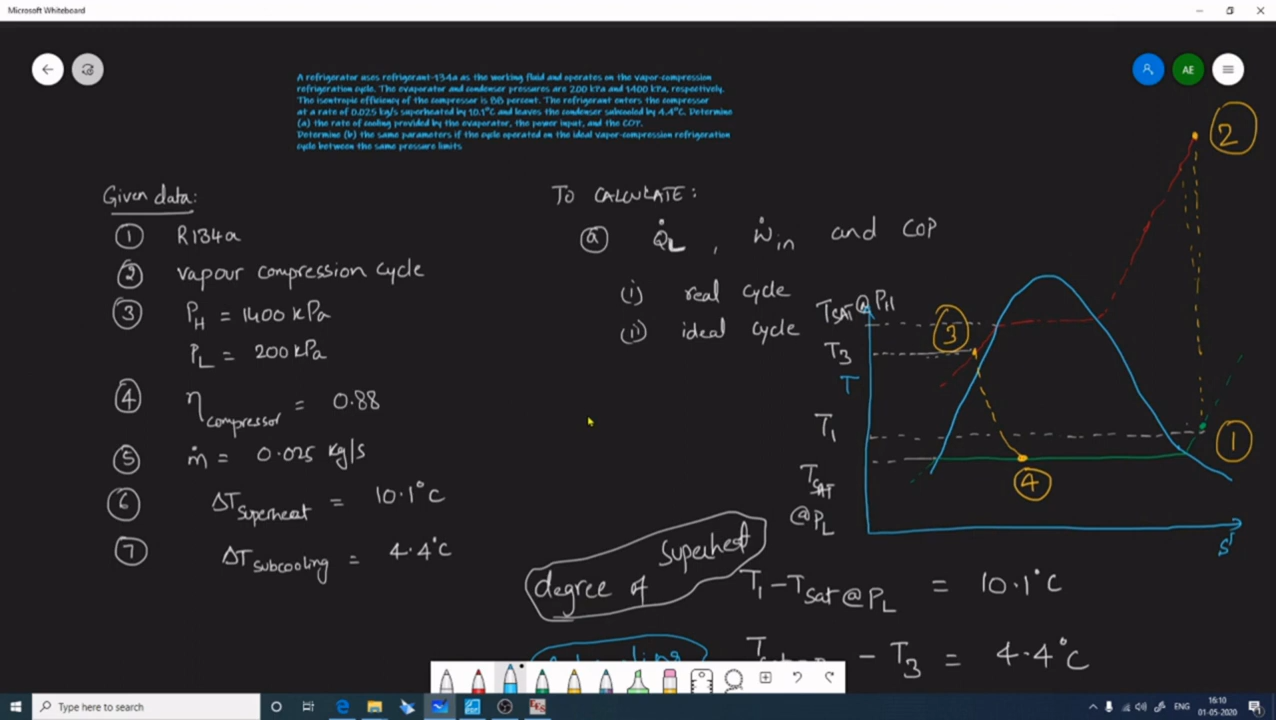 Microsoft Whiteboard
AE
A refrigerator uses refrigerant-134a as the working fluid and operates on the vapor-compression
refrigeration cycle. The evaporator and condenser pressures are 200 kPa and 1400 kPa, respectively.
The isentropic efficiency of the compressor is 88 percent. The refrigerant enters the compressor
at a rate of 0.025 kg/s superheated by 10.1°C and leaves the condenser subcooled by 4.4°C. Determine
(a) the rate of cooling provided by the evaporator, the power input, and the COP.
Determine (b) the same parameters if the cycle operated on the ideal vapor-compression refrigeration
cycle between the same pressure limits
Given data:
① R134a
② vapour compression cycle
③ P_H = 1400 kPa
P_L = 200 kPa
④ η_compressor = 0.88
⑤ ṁ = 0.025 kg/s
⑥ ΔT_superheat = 10.1°C
⑦ ΔT_subcooling = 4.4°C
TO CALCULATE:
ⓐ Q̇_L , Ẇ_in and COP
(i) real cycle
(ii) ideal cycle
②
T_SAT@P_H
③
T_3
T
T_1
①
T_SAT
@P_L
④
S
degree of superheat
T_1 - T_sat@P_L = 10.1°C
- T_3 = 4.4°C
Type here to search
ENG
16:10
01-05-2020